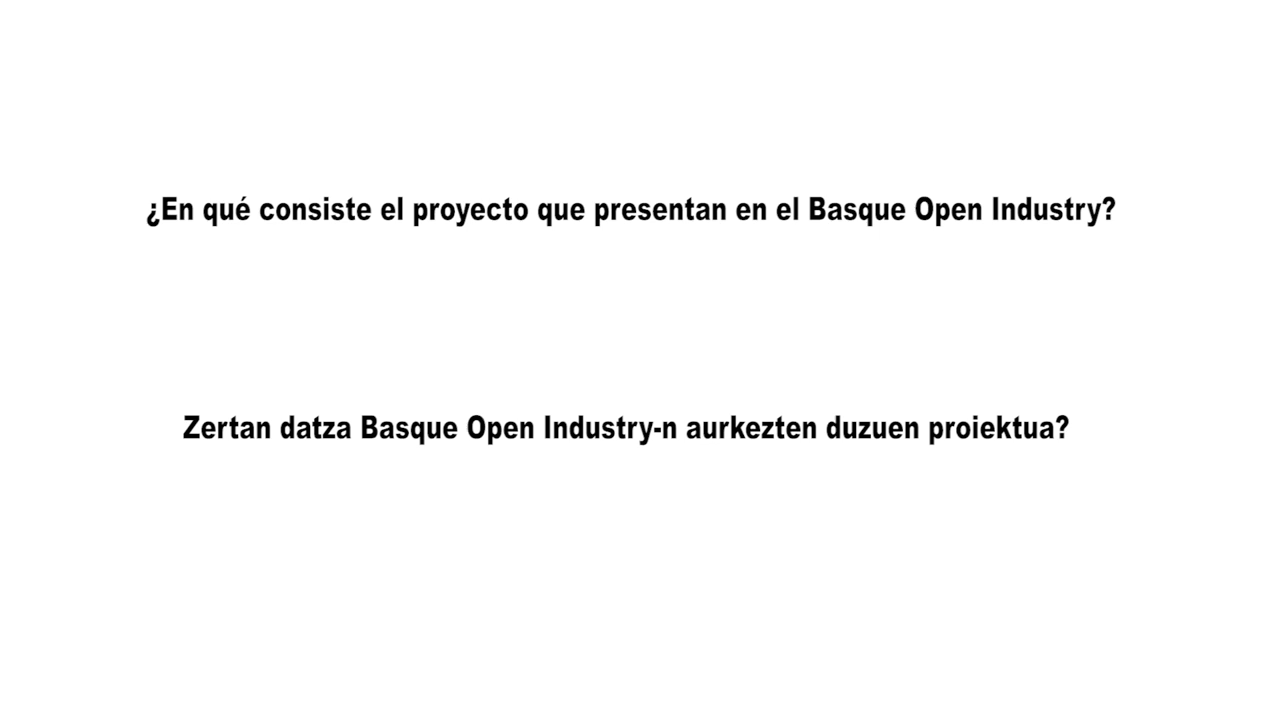 ¿En qué consiste el proyecto que presentan en el Basque Open Industry?
Zertan datza Basque Open Industry-n aurkezten duzuen proiektua?